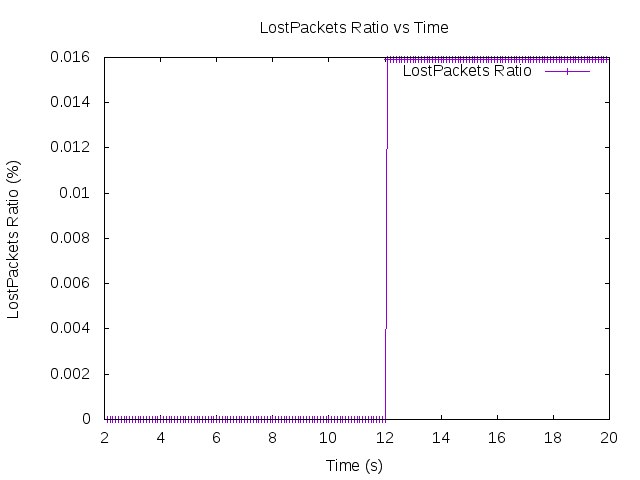 LostPackets Ratio vs Time
LostPackets Ratio (%)
0.016
0.014
0.012
0.01
0.008
0.006
0.004
0.002
0
LostPackets Ratio
2 4 6 8 10 12 14 16 18 20
Time (s)